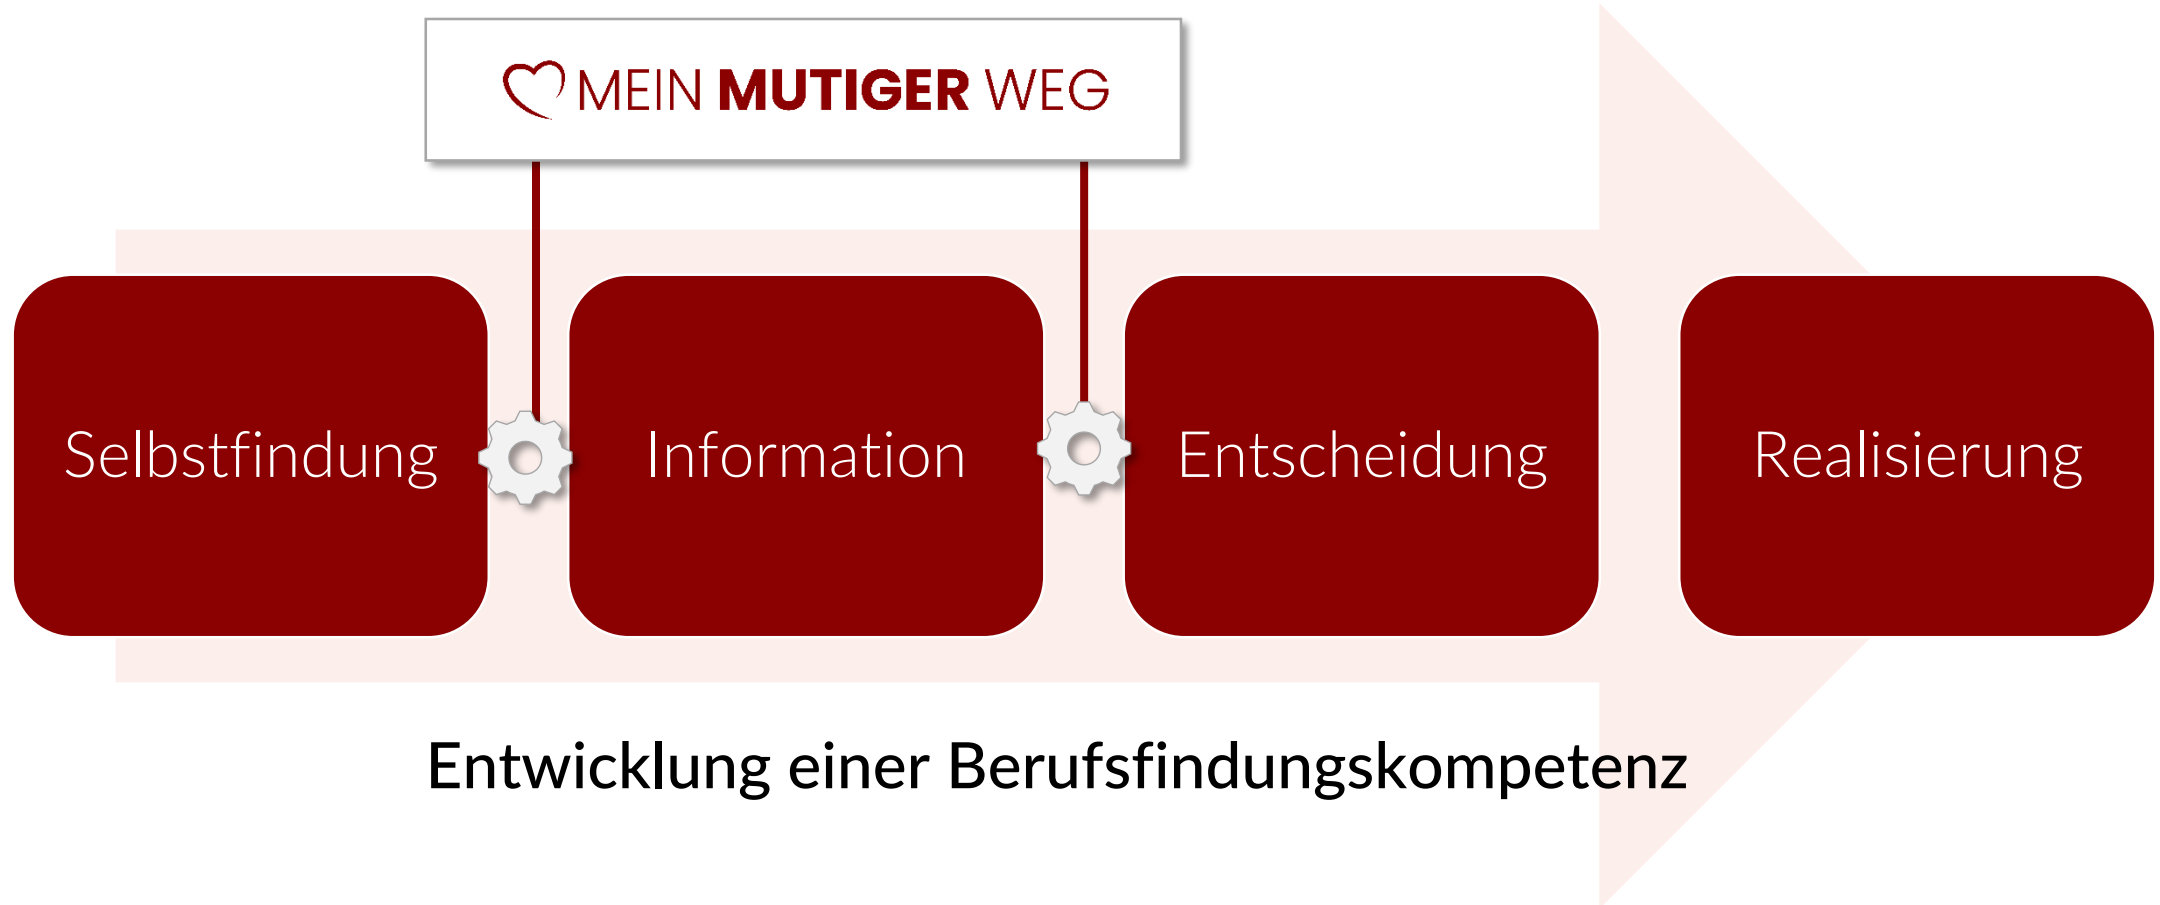 MEIN MUTIGER WEG
Selbstfindung
Information
Entscheidung
Realisierung
Entwicklung einer Berufsfindungskompetenz